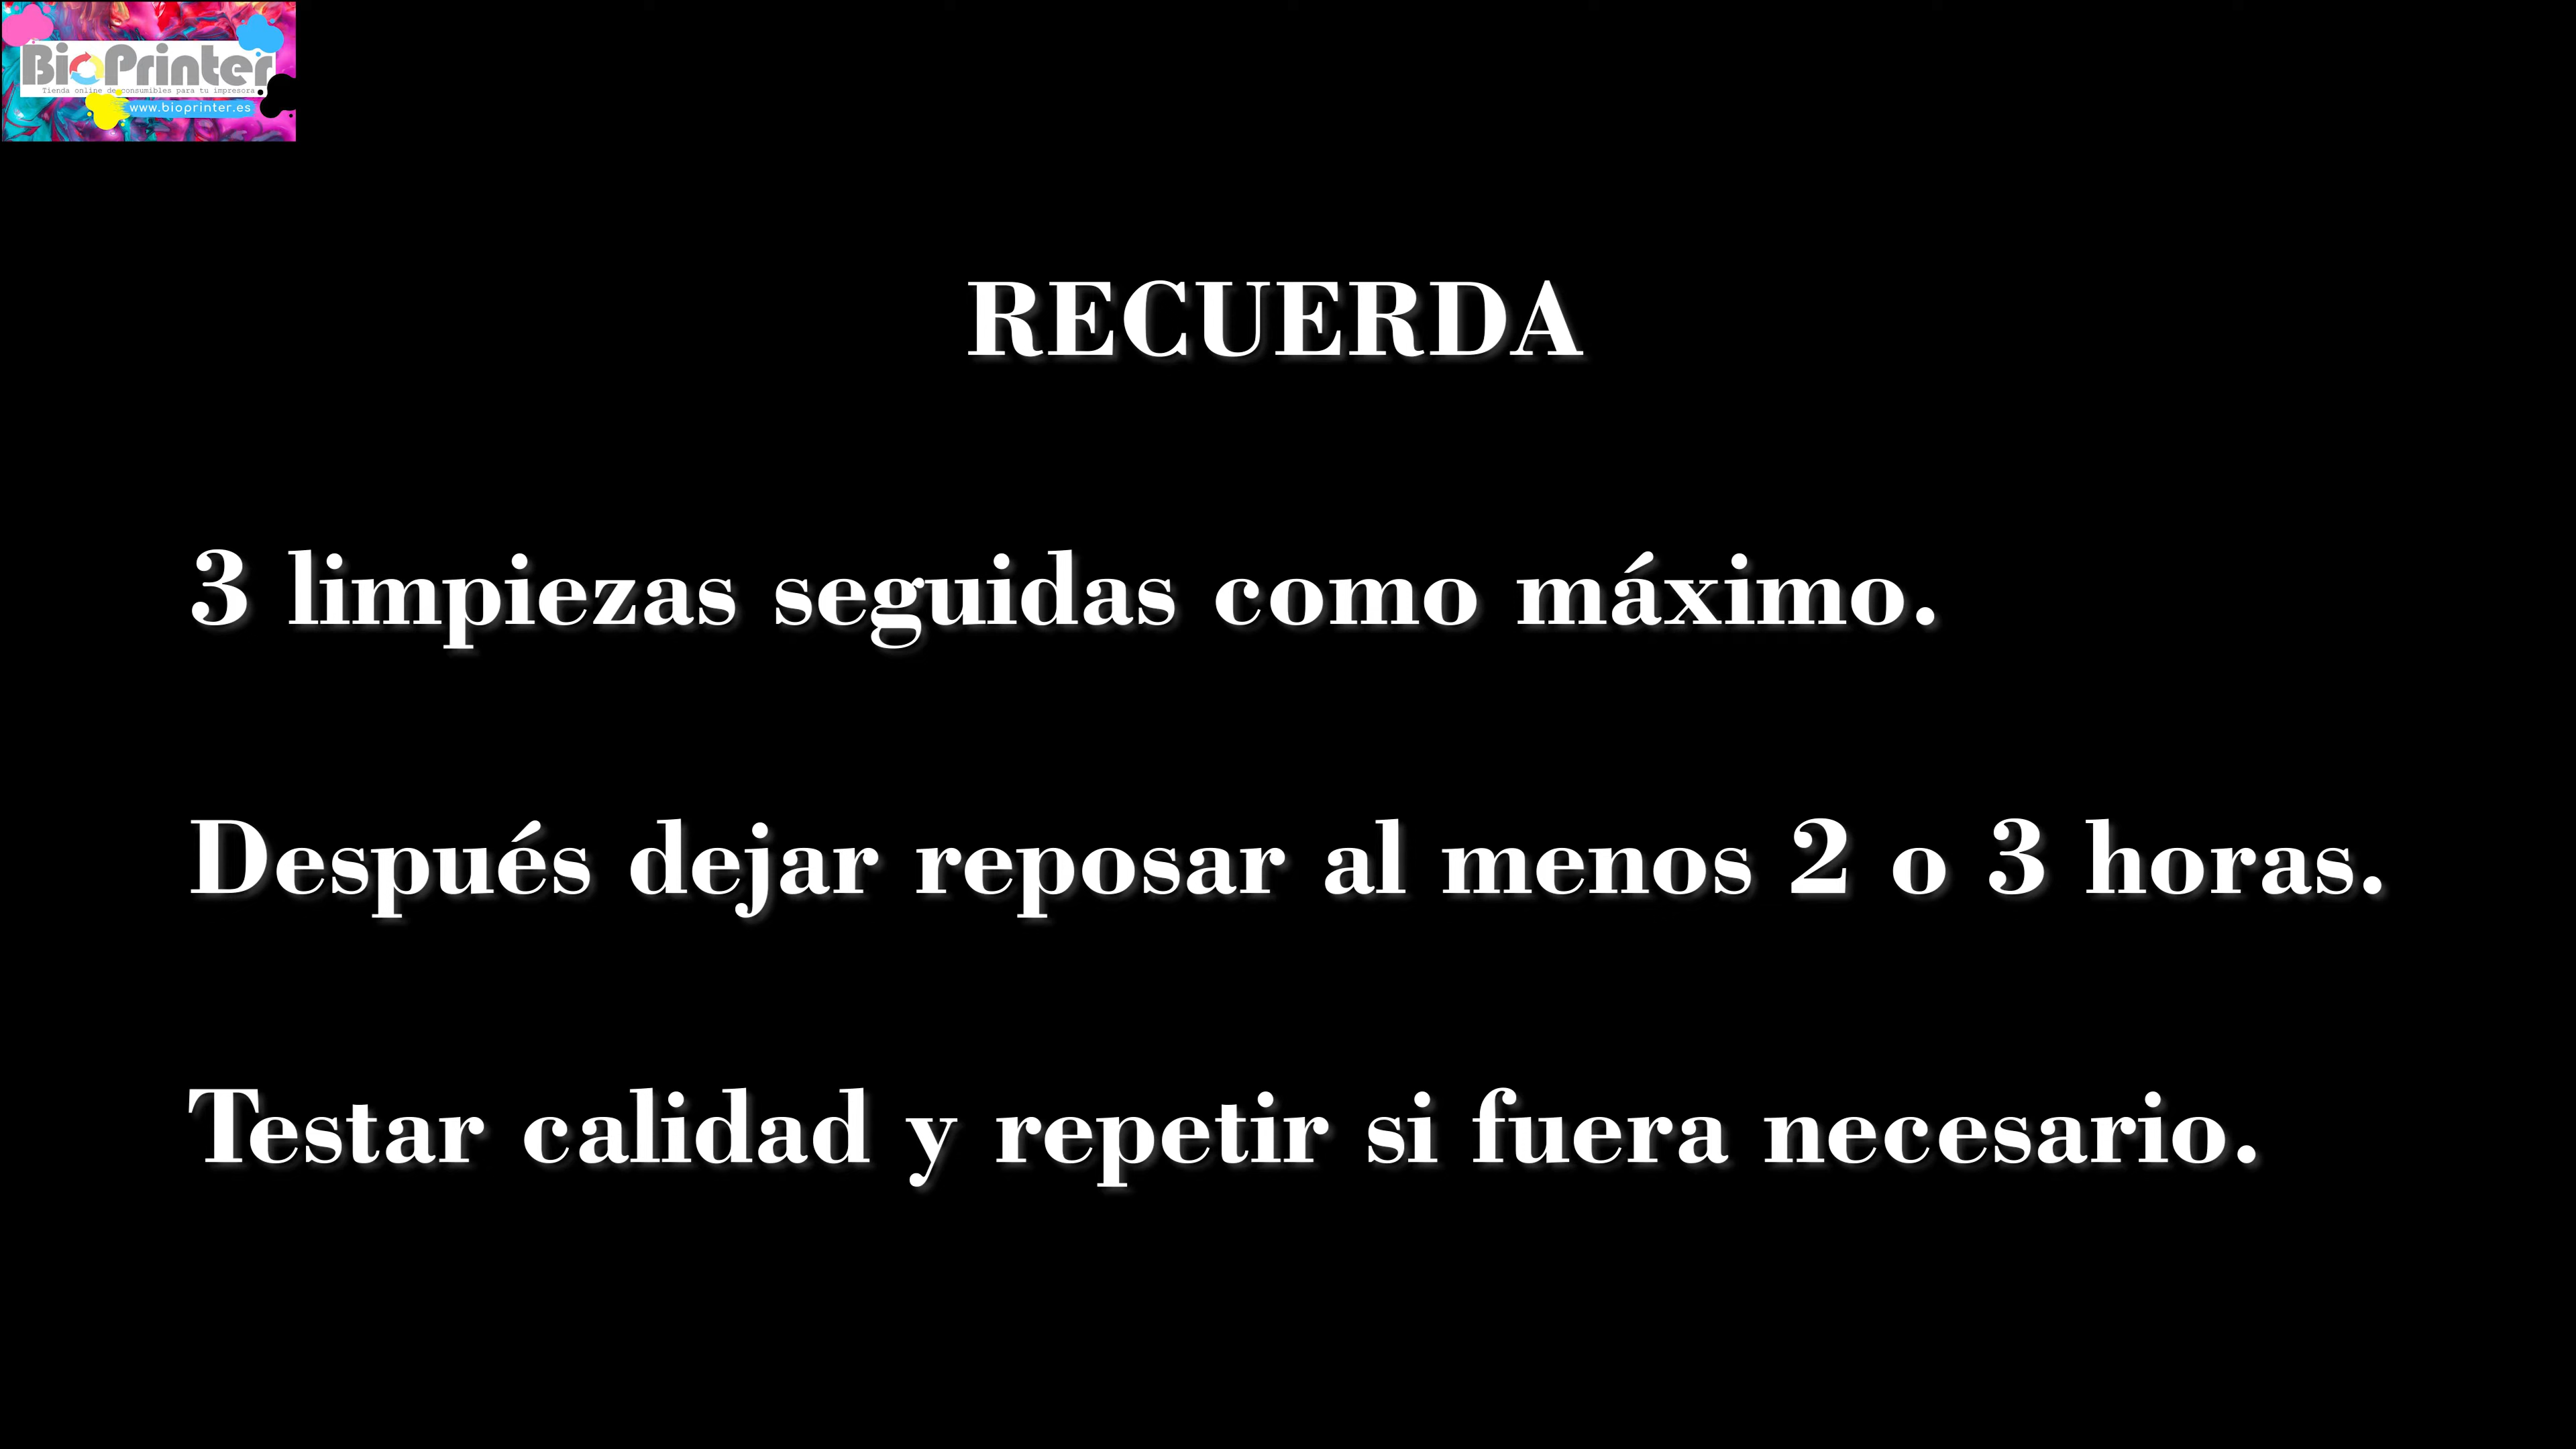 BioPrinter
Tienda online de consumibles para tu impresora
www.bioprinter.es
RECUERDA
3 limpiezas seguidas como máximo.
Después dejar reposar al menos 2 o 3 horas.
Testar calidad y repetir si fuera necesario.